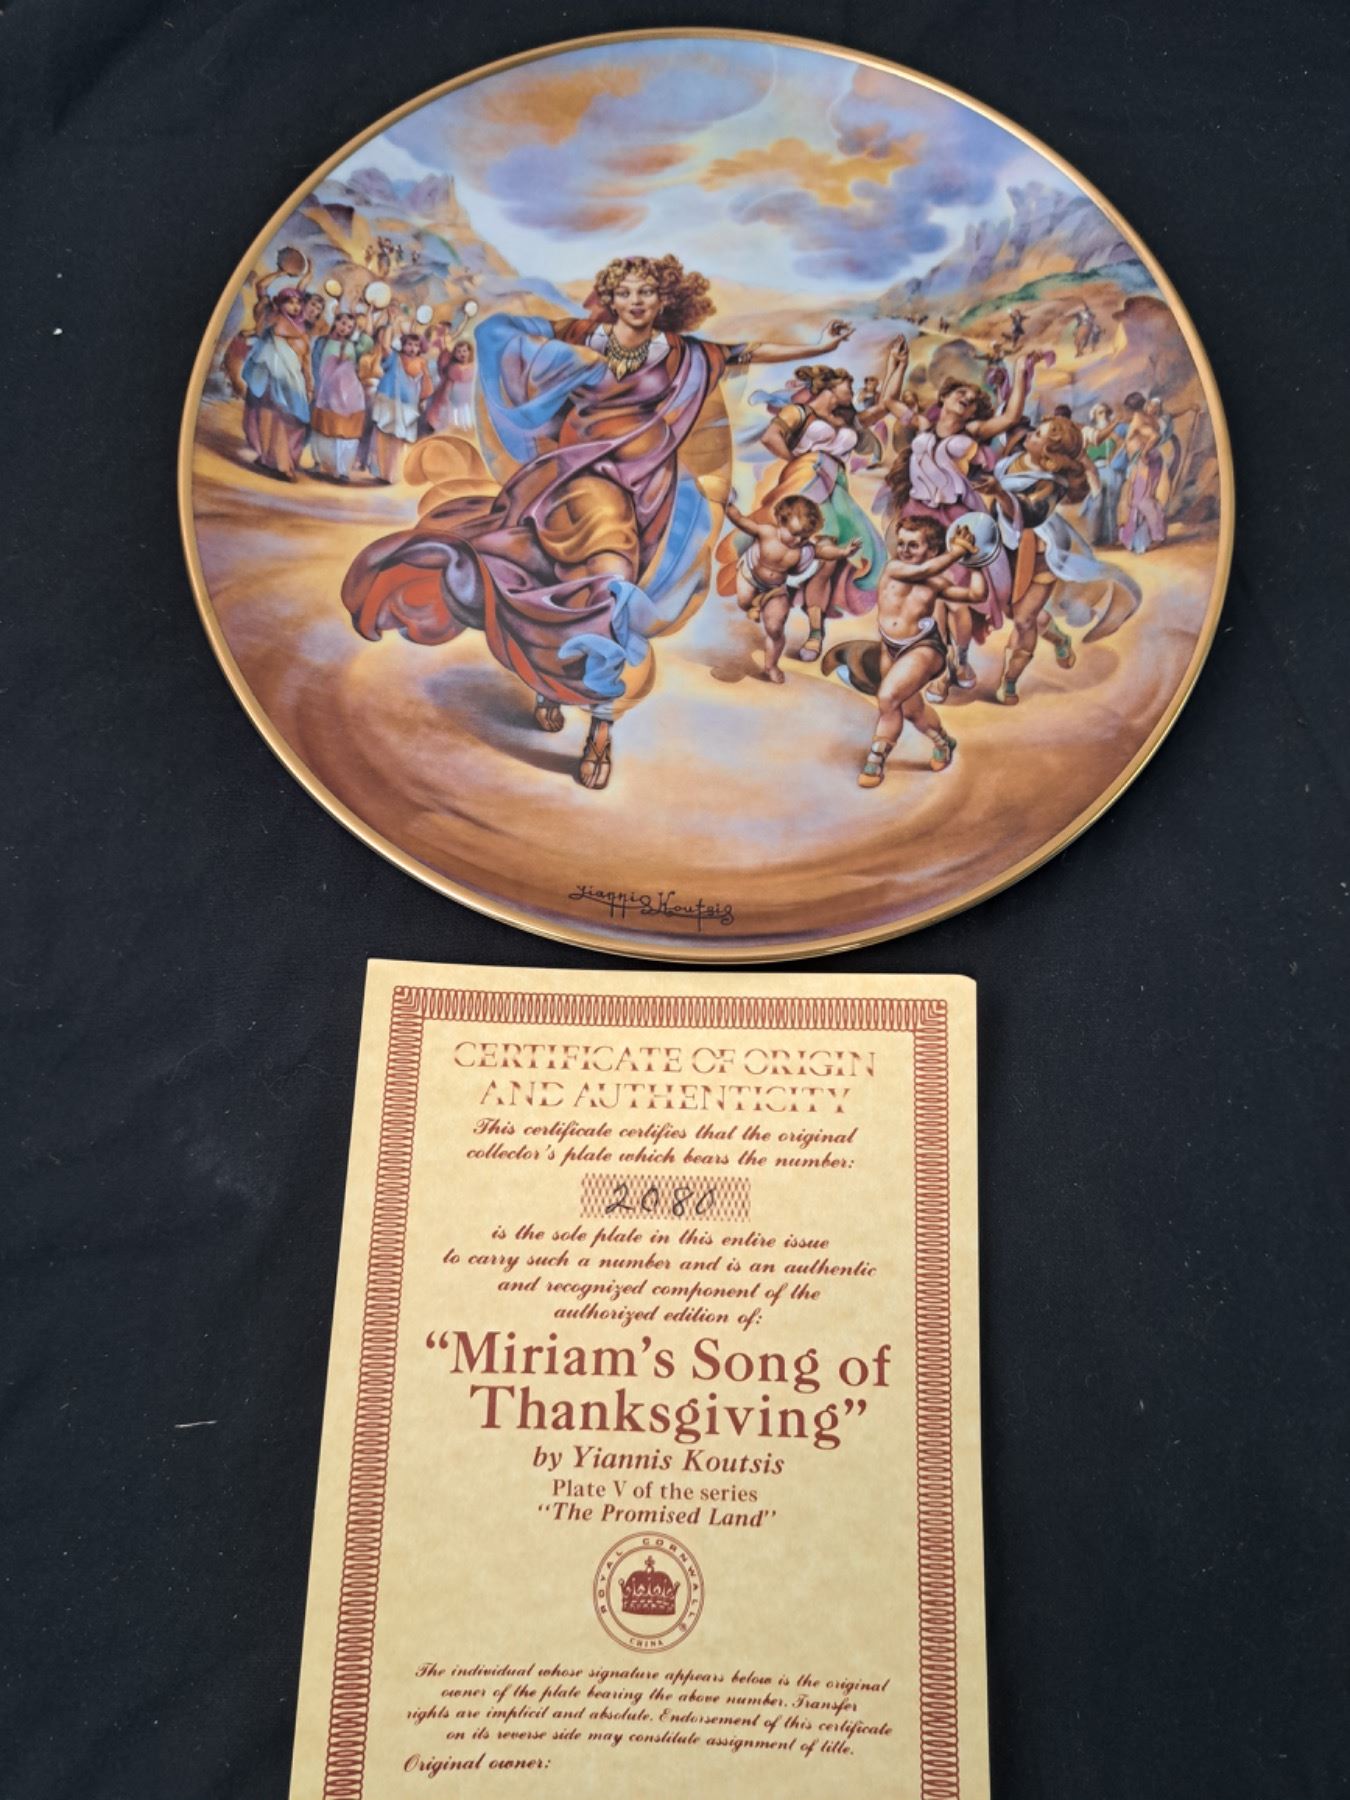 Yiannis Koutsis
CERTIFICATE OF ORIGIN
AND AUTHENTICITY
This certificate certifies that the original
collector's plate which bears the number:
2080
is the sole plate in this entire issue
to carry such a number and is an authentic
and recognized component of the
authorized edition of:
"Miriam's Song of
Thanksgiving"
by Yiannis Koutsis
Plate V of the series
"The Promised Land"
ROYAL CORNWALL®
CHINA
The individual whose signature appears below is the original
owner of the plate bearing the above number. Transfer
rights are implicit and absolute. Endorsement of this certificate
on its reverse side may constitute assignment of title.
Original owner: